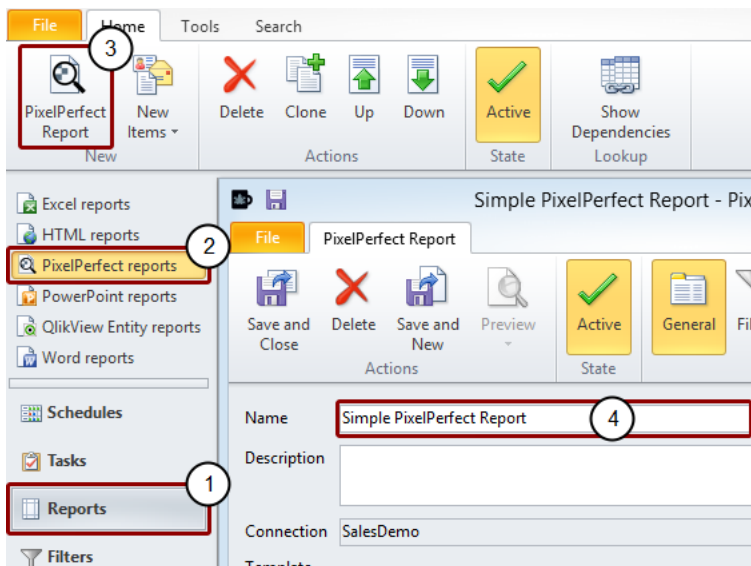 File Home Tools Search
3
PixelPerfect Report
New Items
Delete
Clone
Up
Down
Active
Show Dependencies
New
Actions
State
Lookup
Excel reports
HTML reports
2
PixelPerfect reports
PowerPoint reports
QlikView Entity reports
Word reports
Schedules
Tasks
1
Reports
Filters
Simple PixelPerfect Report - Pix
File PixelPerfect Report
Save and Close
Delete
Save and New
Preview
Active
General
Fil
Actions
State
Name Simple PixelPerfect Report 4
Description
Connection SalesDemo
Template